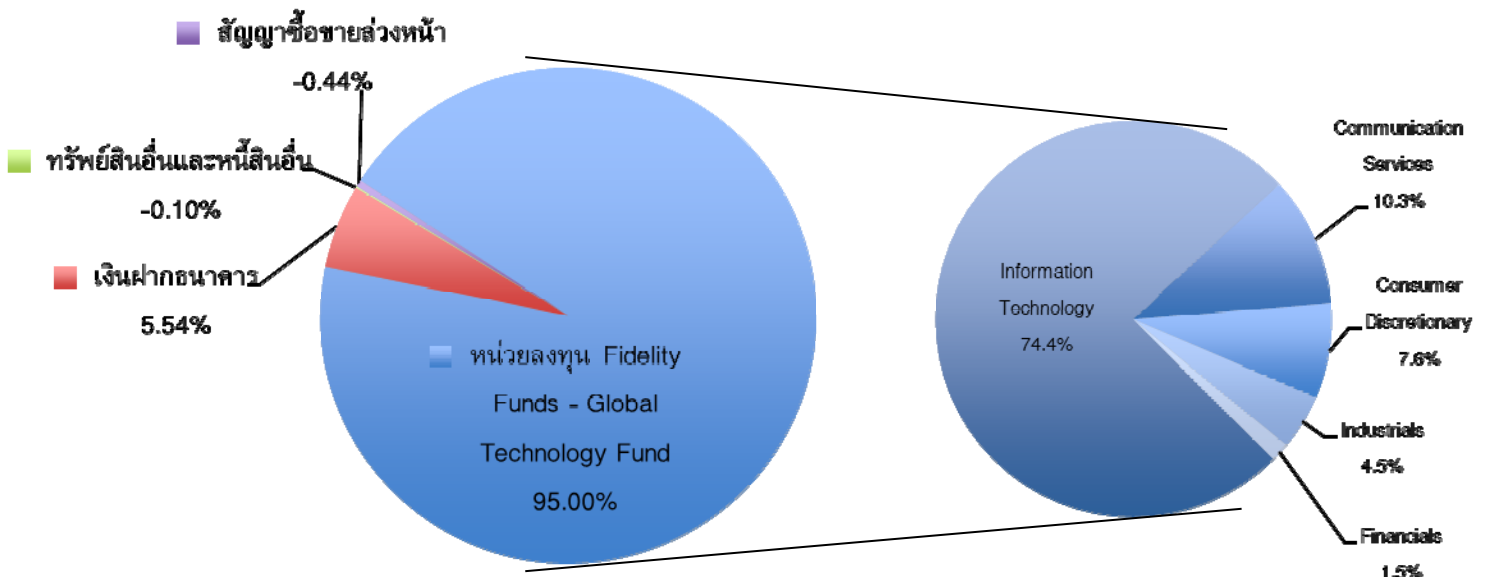 สัญญาซื้อขายล่วงหน้า
-0.44%
ทรัพย์สินอื่นและหนี้สินอื่น
-0.10%
เงินฝากธนาคาร
5.54%
หน่วยลงทุน Fidelity
Funds - Global
Technology Fund
95.00%
Information
Technology
74.4%
Communication
Services
10.3%
Consumer
Discretionary
7.6%
Industrials
4.5%
Financials
1.5%